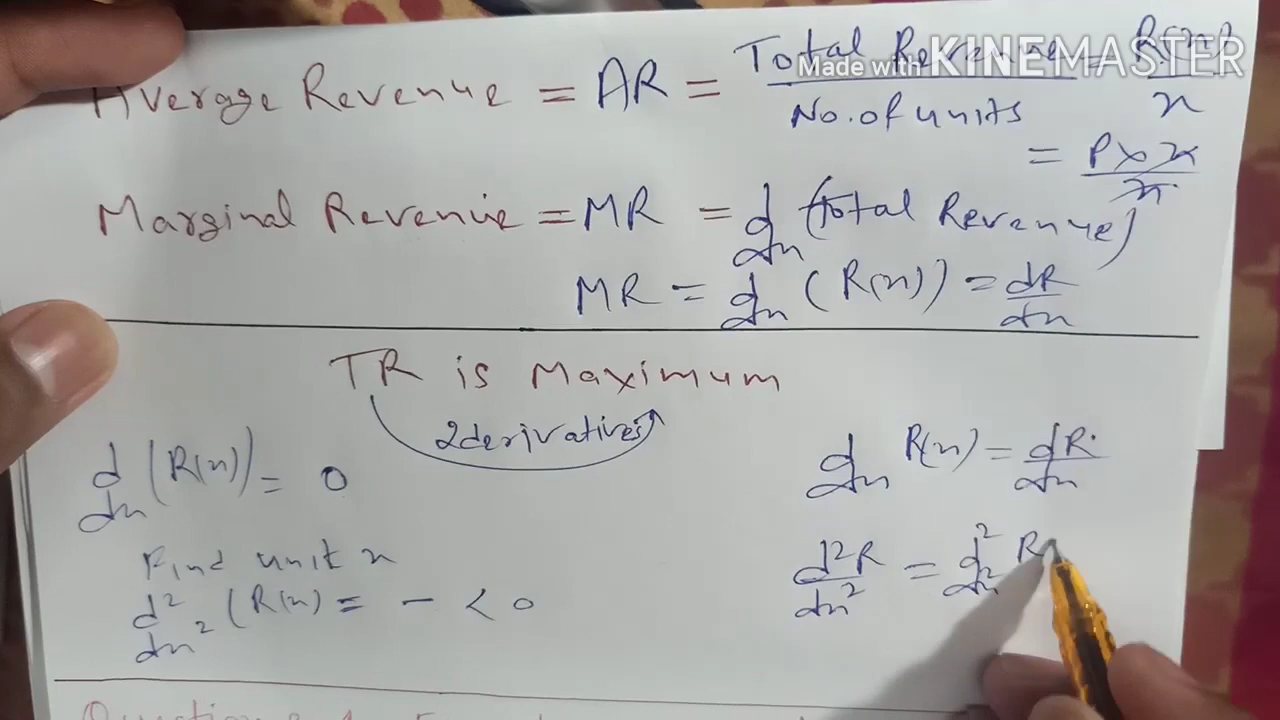 Average Revenue = AR = Total Revenue / No. of units = R(x) / x
= P × x / x
Marginal Revenue = MR = d/dx (Total Revenue)
MR = d/dx (R(x)) = dR/dx
TR is Maximum
2derivatives
d/dx (R(x)) = 0
Find unit x
d²/dx² (R(x) = - < 0
d/dx R(x) = dR/dx
d²R/dx² = d²/dx² R
Made with KINEMASTER